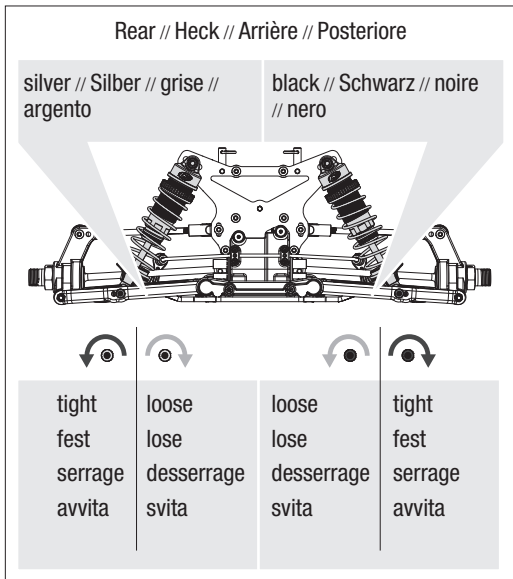 Rear // Heck // Arrière // Posteriore
silver // Silber // grise //
argento
black // Schwarz // noire
// nero
tight
fest
serrage
avvita
loose
lose
desserrage
svita
loose
lose
desserrage
svita
tight
fest
serrage
avvita